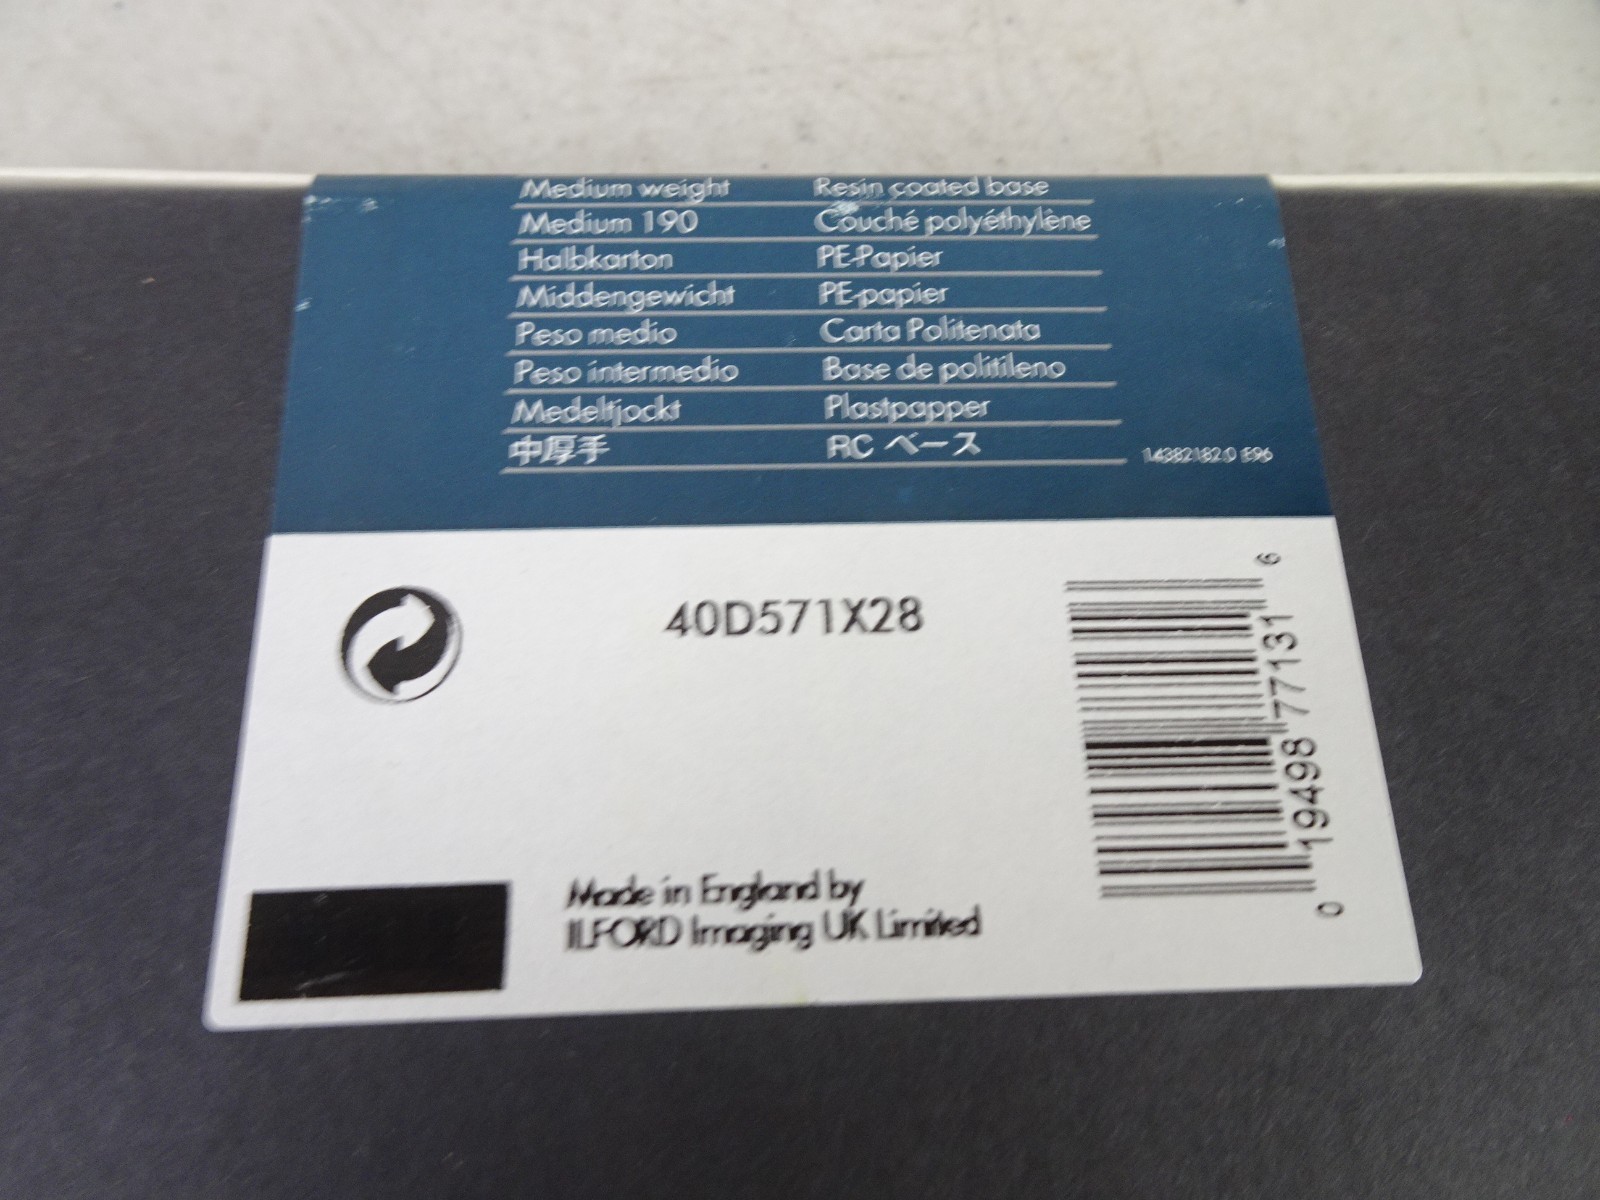 Medium weight Resin coated base
Medium 190 Couché polyéthylène
Halbkarton PE-Papier
Middengewicht PE-papier
Peso medio Carta Politenata
Peso intermedio Base de politileno
Medeltjockt Plastpapper
中厚手 RC ベース
14382182.0 E96
40D571X28
0 19498 77131 6
Made in England by
ILFORD Imaging UK Limited